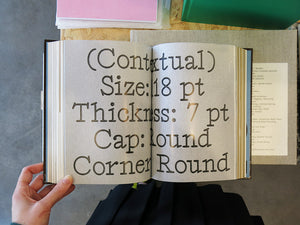 (Contextual)
Size: 18 pt
Thickness: 7 pt
Cap: Round
Corner Round